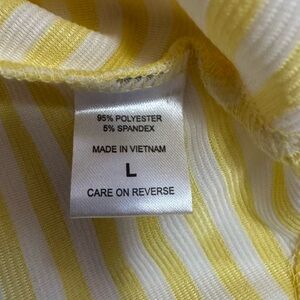 95% POLYESTER
5% SPANDEX
MADE IN VIETNAM
L
CARE ON REVERSE